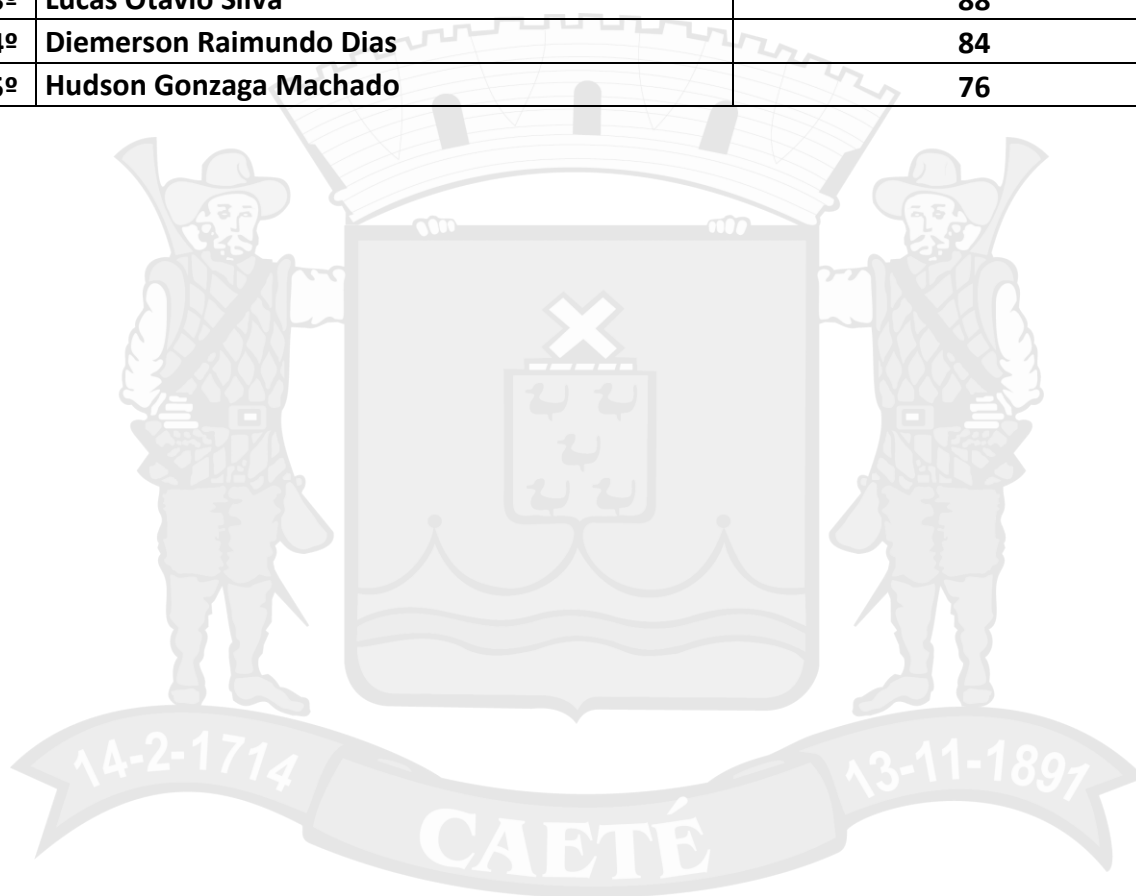 Lucas Otávio Silva 88
4º Diemerson Raimundo Dias 84
5º Hudson Gonzaga Machado 76
14-2-1714 13-11-1891
CAETÉ